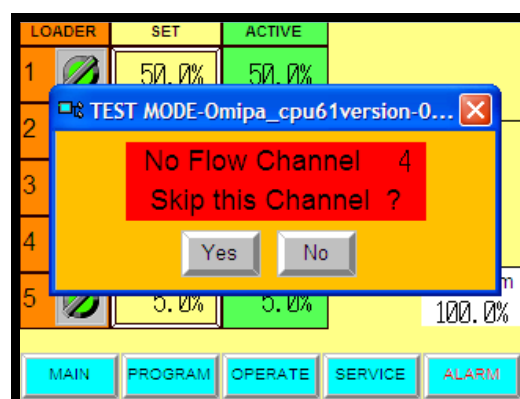 LOADER SET ACTIVE
1 50.0% 50.0%
TEST MODE-Omipa_cpu61version-0...
2
No Flow Channel 4
3
Skip this Channel ?
4
Yes No
5 5.0% 5.0%
m
100.0%
MAIN PROGRAM OPERATE SERVICE ALARM